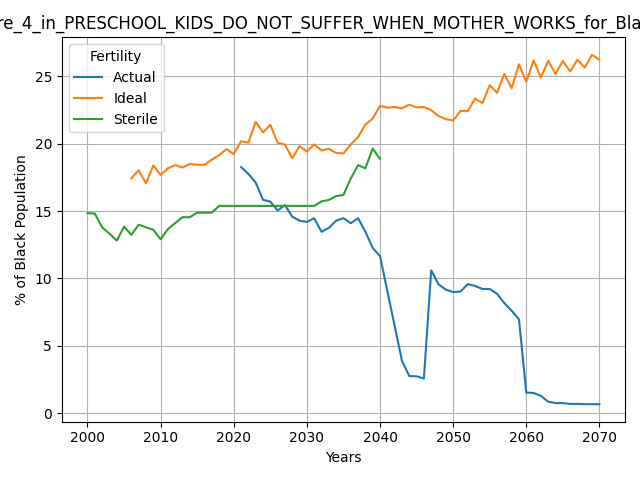 re_4_in_PRESCHOOL_KIDS_DO_NOT_SUFFER_WHEN_MOTHER_WORKS_for_Bla
Fertility
Actual
Ideal
Sterile
% of Black Population
25
20
15
10
5
0
2000 2010 2020 2030 2040 2050 2060 2070
Years